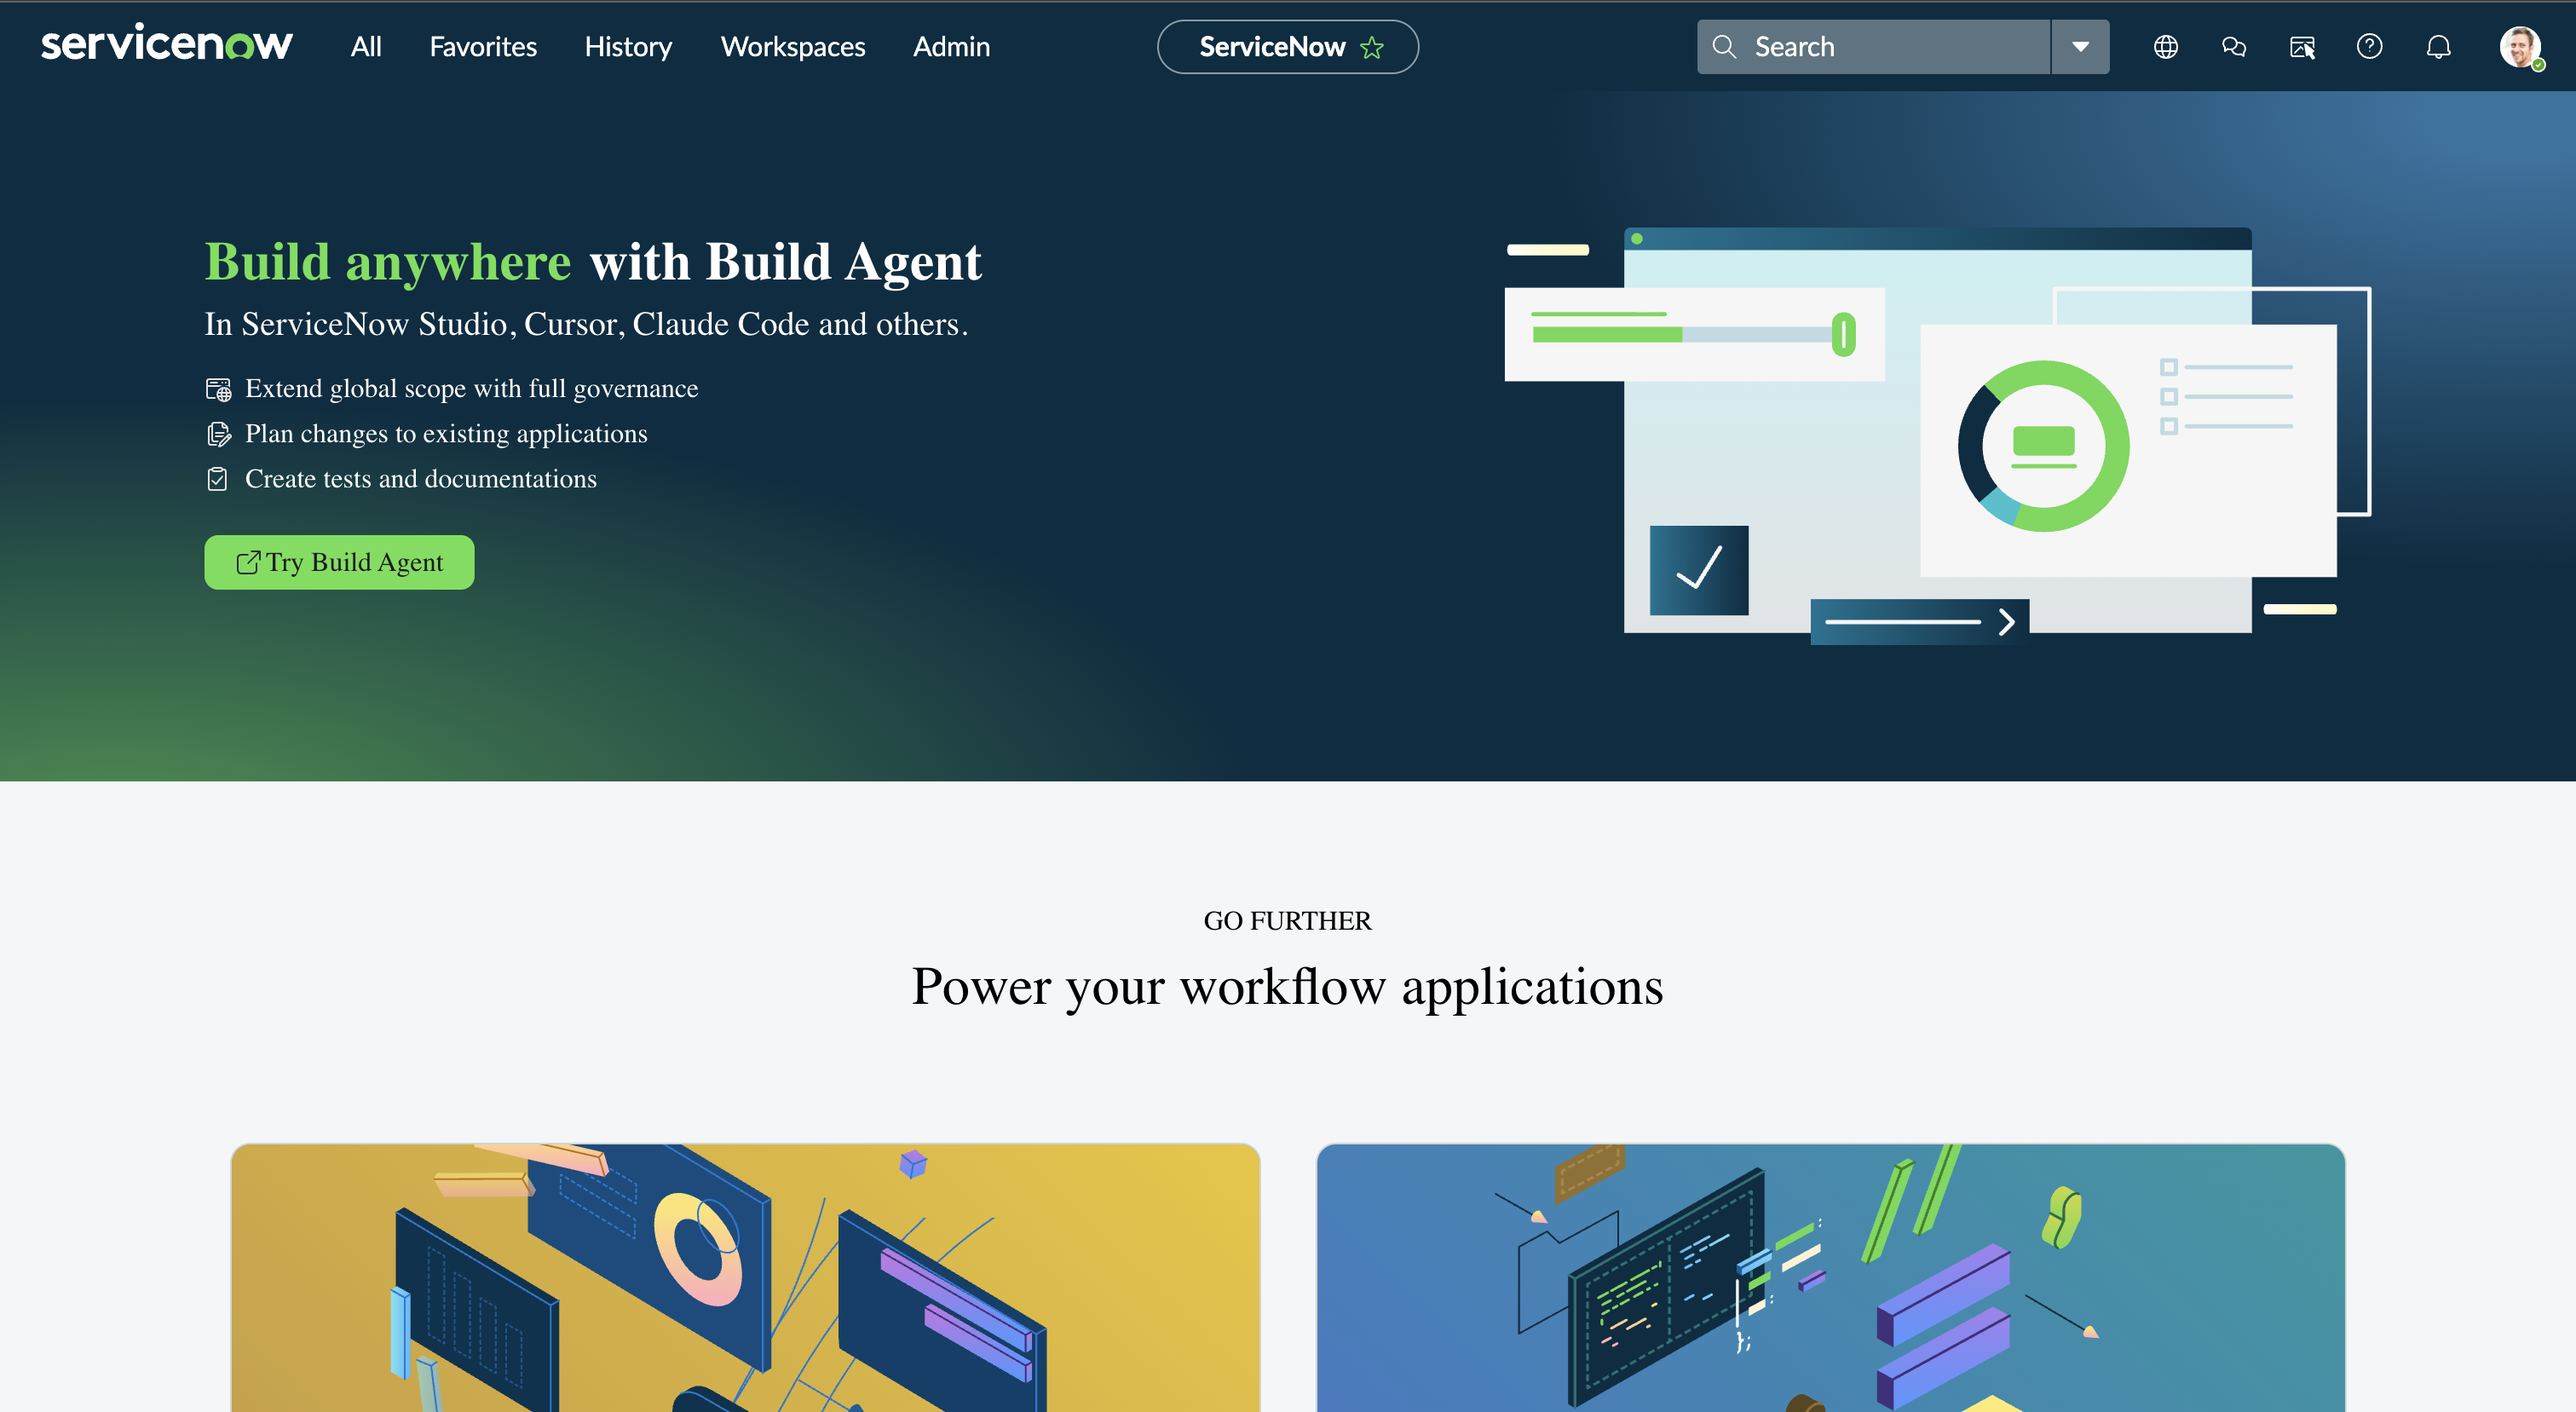 servicenow
All Favorites History Workspaces Admin
ServiceNow
Search
Build anywhere with Build Agent
In ServiceNow Studio, Cursor, Claude Code and others.
Extend global scope with full governance
Plan changes to existing applications
Create tests and documentations
Try Build Agent
GO FURTHER
Power your workflow applications